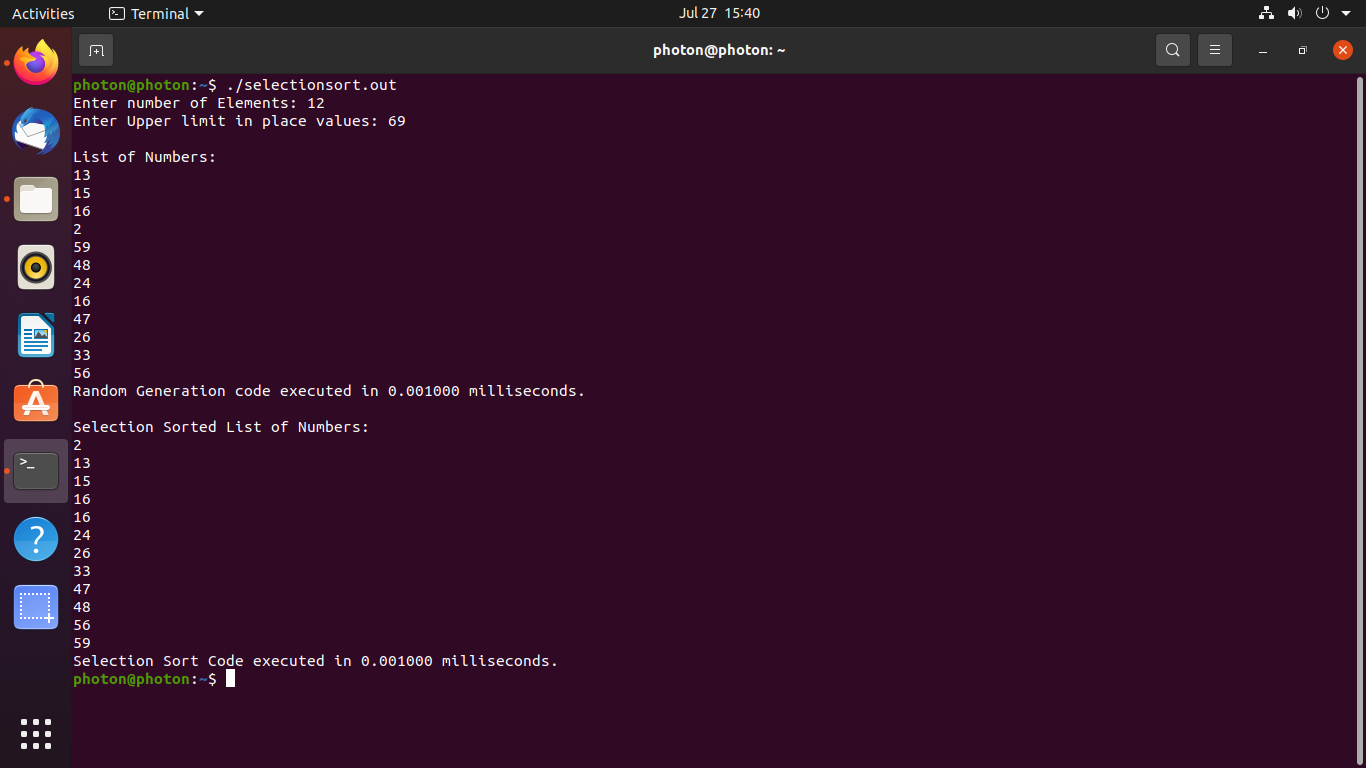 Activities Terminal Jul 27 15:40
photon@photon: ~
photon@photon:~$ ./selectionsort.out
Enter number of Elements: 12
Enter Upper limit in place values: 69
List of Numbers:
13
15
16
2
59
48
24
16
47
26
33
56
Random Generation code executed in 0.001000 milliseconds.
Selection Sorted List of Numbers:
2
13
15
16
16
24
26
33
47
48
56
59
Selection Sort Code executed in 0.001000 milliseconds.
photon@photon:~$